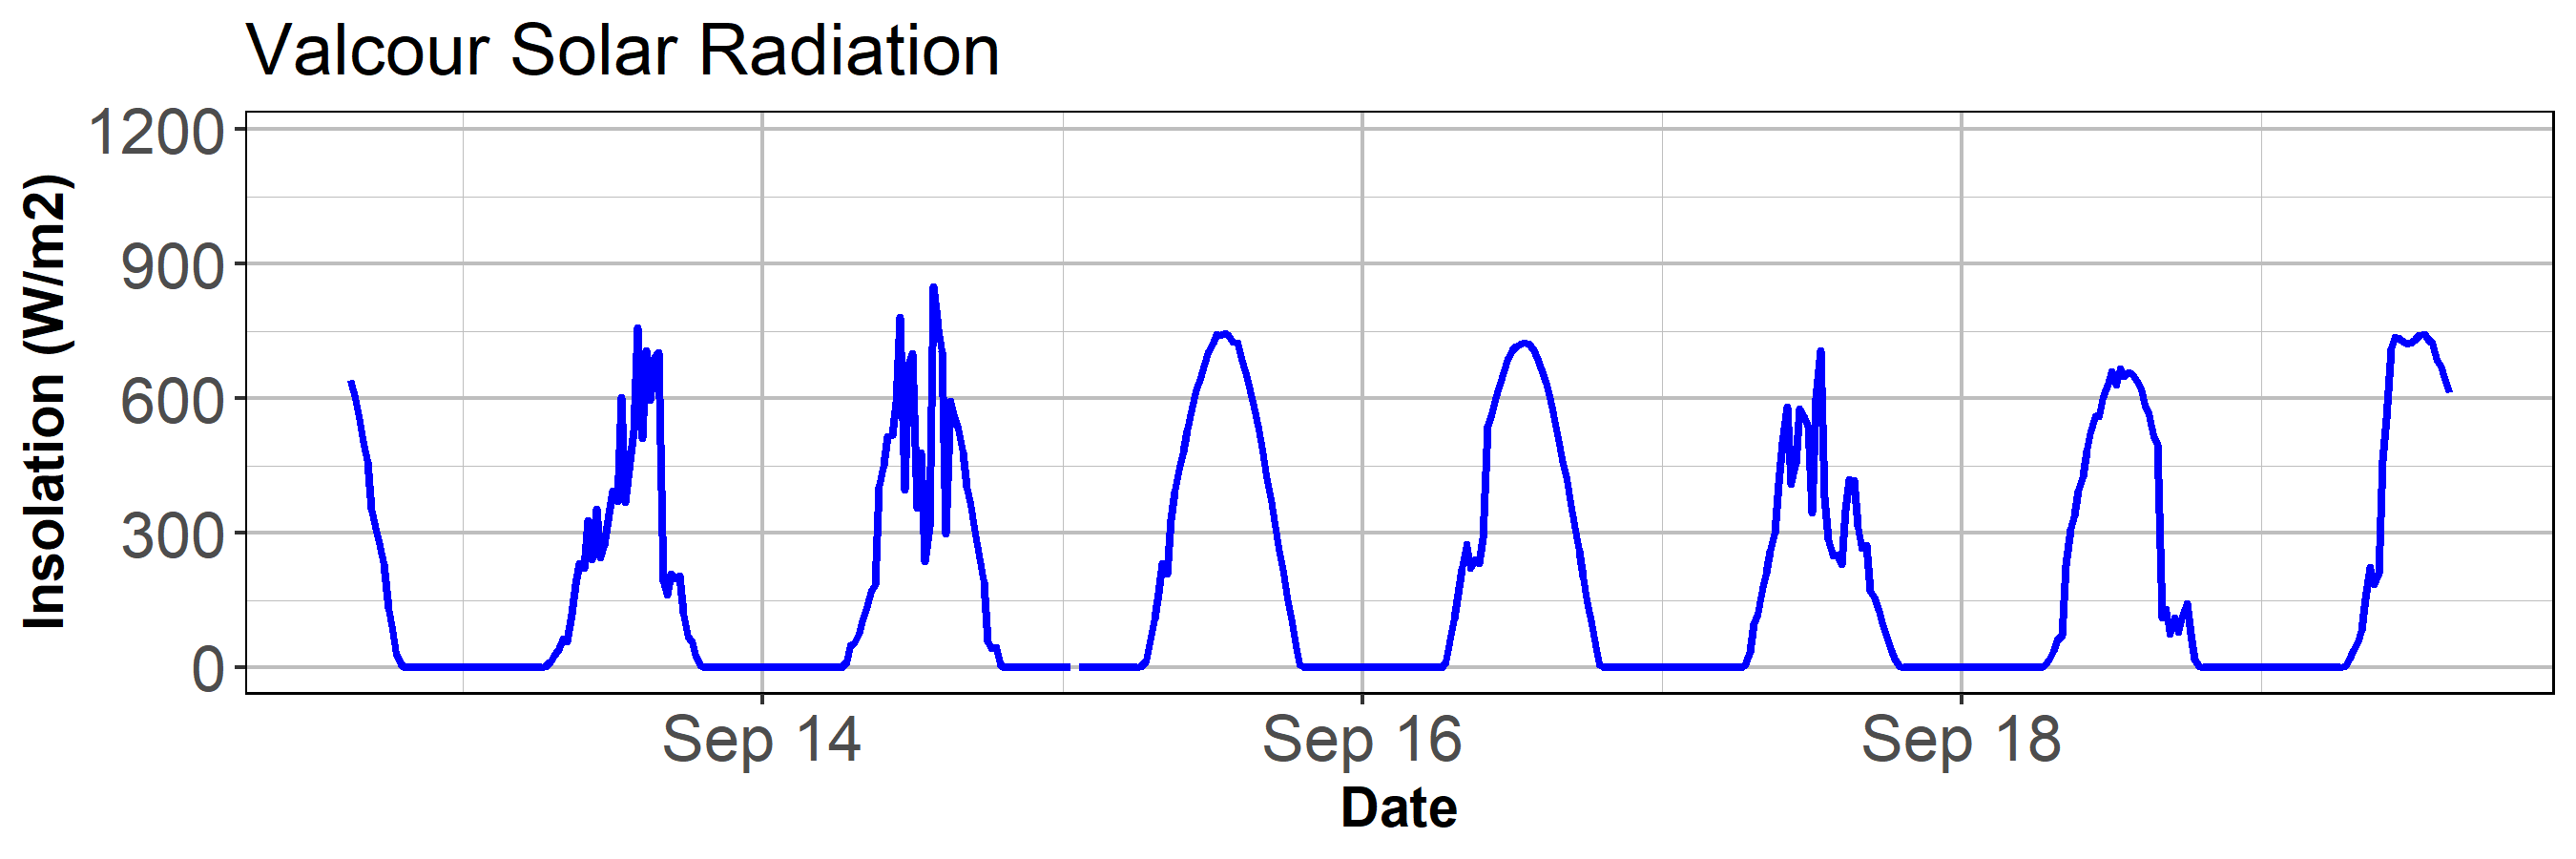 Valcour Solar Radiation
1200
900
600
300
0
Insolation (W/m2)
Sep 14
Sep 16
Sep 18
Date